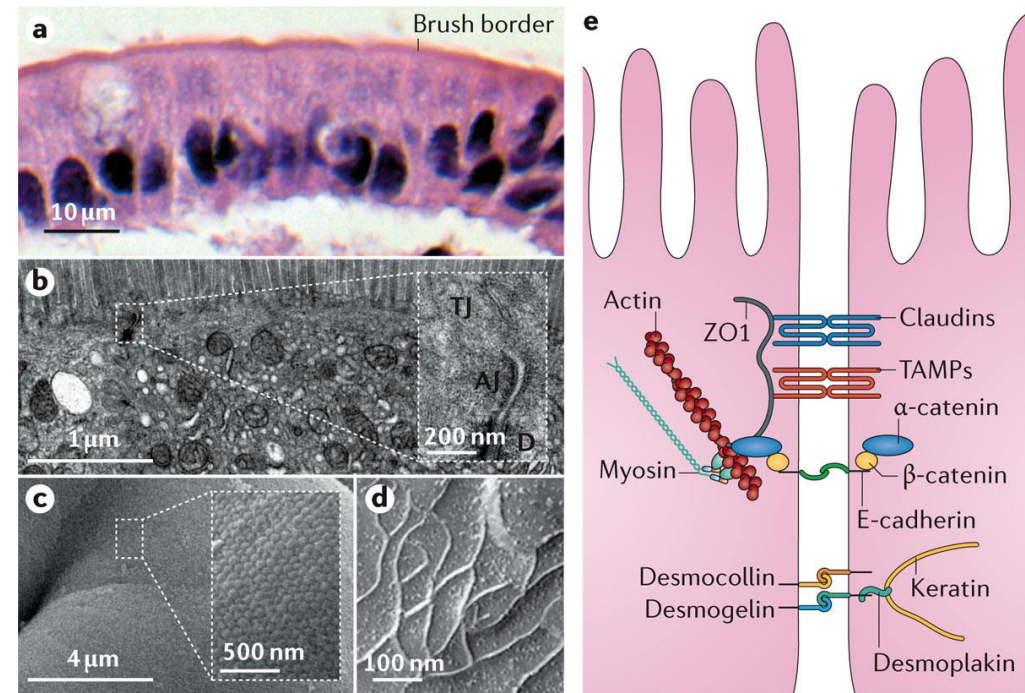 a
Brush border
10 μm
b
TJ
AJ
D
1 μm
200 nm
c
4 μm
500 nm
d
100 nm
e
Actin
ZO1
Claudins
TAMPs
α-catenin
Myosin
β-catenin
E-cadherin
Desmocollin
Desmogelin
Keratin
Desmoplakin